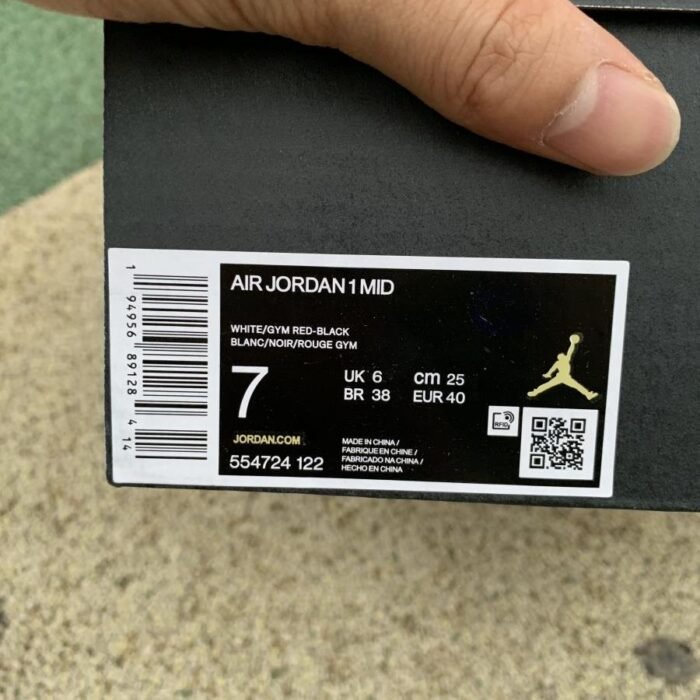 AIR JORDAN 1 MID
WHITE/GYM RED-BLACK
BLANC/NOIR/ROUGE GYM
7
UK 6 cm 25
BR 38 EUR 40
JORDAN.COM
554724 122
MADE IN CHINA /
FABRIQUE EN CHINE /
FABRICADO NA CHINA /
HECHO EN CHINA
RFID
1 94956 89128 4 14